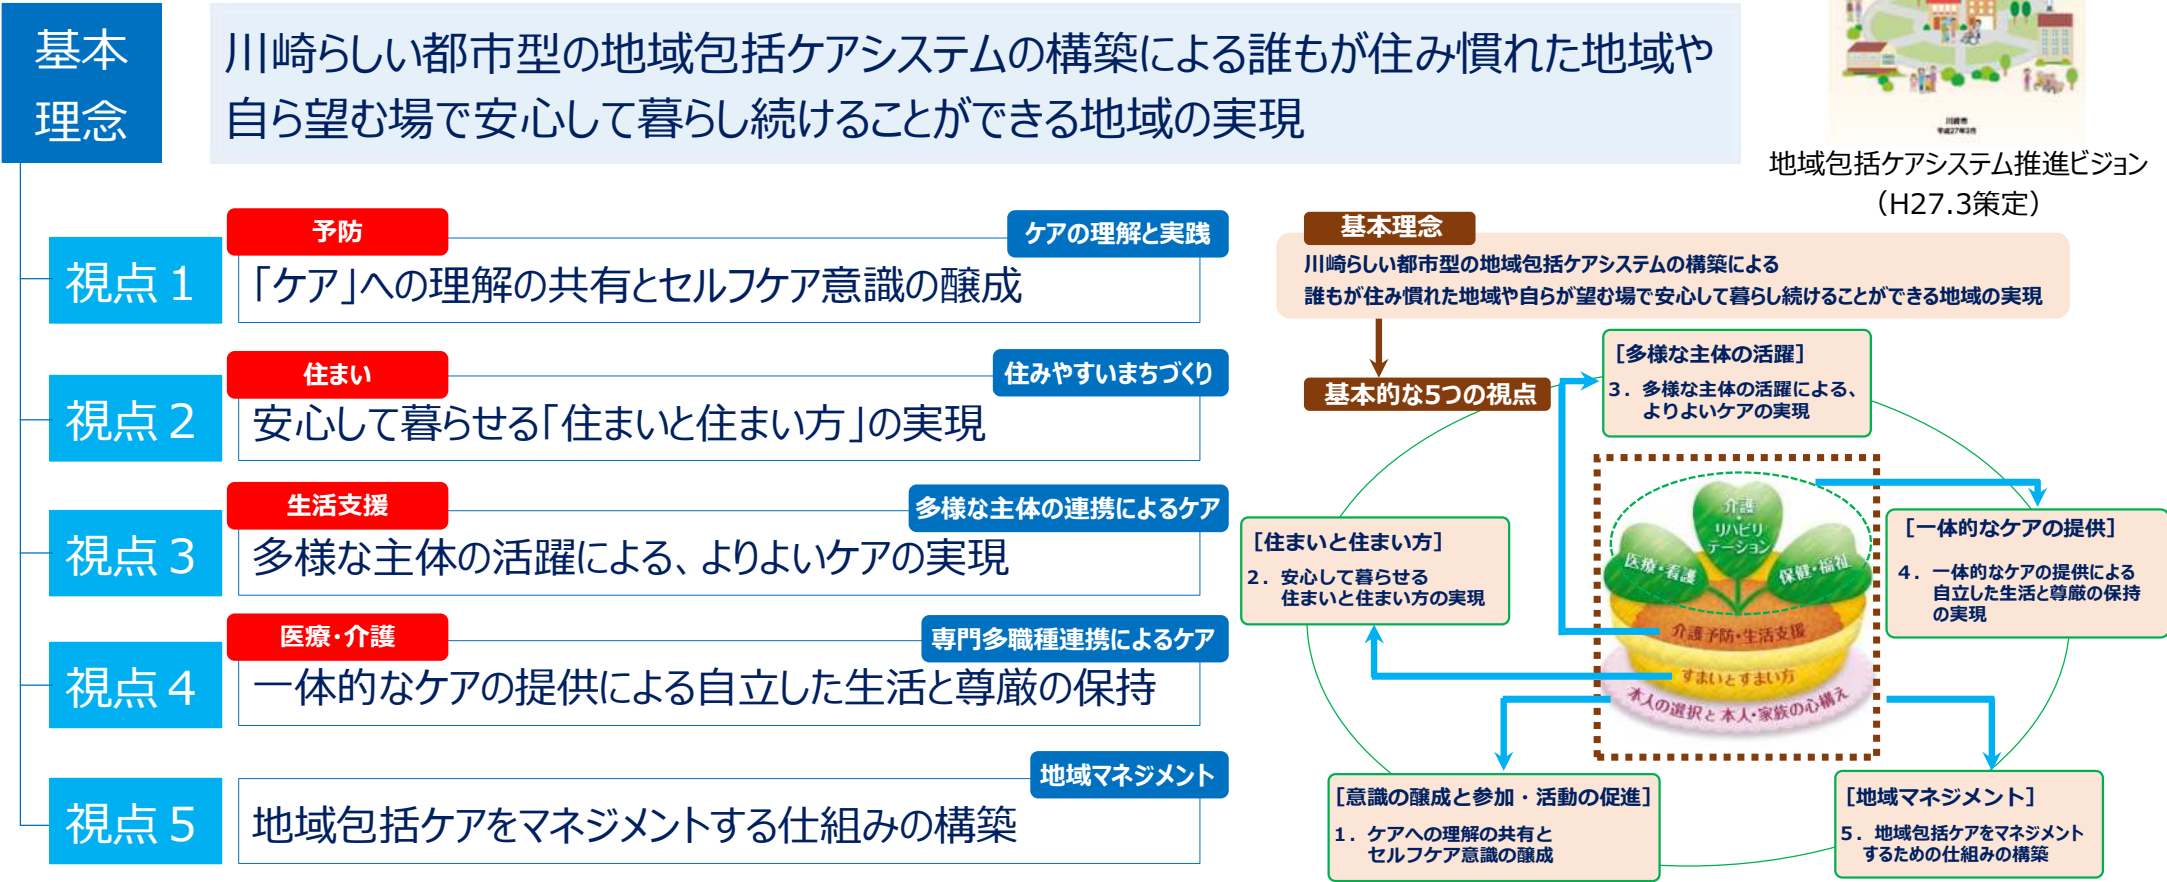 基本
理念
川崎らしい都市型の地域包括ケアシステムの構築による誰もが住み慣れた地域や
自ら望む場で安心して暮らし続けることができる地域の実現
川崎市
平成27年3月
地域包括ケアシステム推進ビジョン
（H27.3策定）
視点１
予防
ケアの理解と実践
「ケア」への理解の共有とセルフケア意識の醸成
視点２
住まい
住みやすいまちづくり
安心して暮らせる「住まいと住まい方」の実現
視点３
生活支援
多様な主体の連携によるケア
多様な主体の活躍による、よりよいケアの実現
視点４
医療・介護
専門多職種連携によるケア
一体的なケアの提供による自立した生活と尊厳の保持
視点５
地域マネジメント
地域包括ケアをマネジメントする仕組みの構築
基本理念
川崎らしい都市型の地域包括ケアシステムの構築による
誰もが住み慣れた地域や自らが望む場で安心して暮らし続けることができる地域の実現
基本的な5つの視点
［多様な主体の活躍］
３．多様な主体の活躍による、
よりよいケアの実現
［住まいと住まい方］
２．安心して暮らせる
住まいと住まい方の実現
介護
リハビリ
テーション
医療・看護
保健・福祉
介護予防・生活支援
すまいとすまい方
本人の選択と本人・家族の心構え
［一体的なケアの提供］
４．一体的なケアの提供による
自立した生活と尊厳の保持
の実現
［意識の醸成と参加・活動の促進］
１．ケアへの理解の共有と
セルフケア意識の醸成
［地域マネジメント］
５．地域包括ケアをマネジメント
するための仕組みの構築